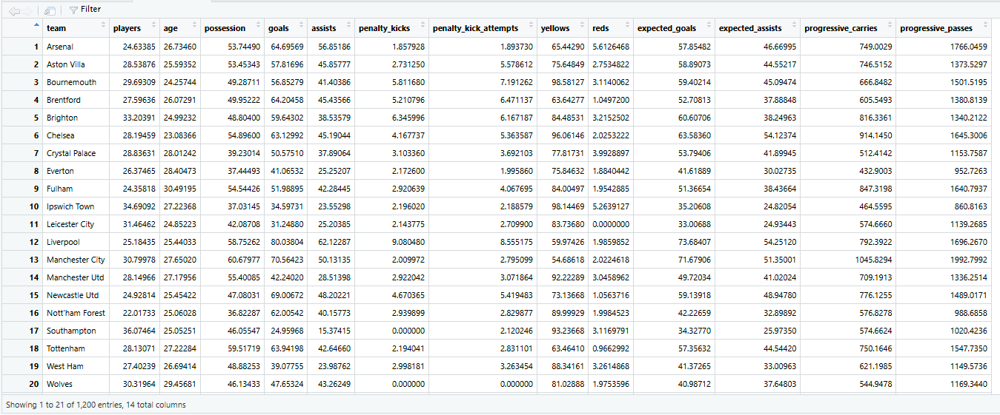 Filter
team players age possession goals assists penalty_kicks penalty_kick_attempts yellows reds expected_goals expected_assists progressive_carries progressive_passes
1 Arsenal 24.63385 26.73460 53.74490 64.69569 56.85186 1.857928 1.893730 65.44290 5.6126468 57.85482 46.66995 749.0029 1766.0459
2 Aston Villa 28.53876 25.59352 53.45343 57.81696 45.85777 2.731250 5.578612 75.64849 2.7534822 58.89073 44.55217 746.5152 1373.5297
3 Bournemouth 29.69309 24.25744 49.28711 56.85279 41.40386 5.811680 7.191262 98.58127 3.1140062 59.40214 45.09474 666.8482 1501.5195
4 Brentford 27.59636 26.07291 49.95222 64.20458 45.43566 5.210796 6.471137 63.64277 1.0497200 52.70813 37.88848 605.5493 1380.8139
5 Brighton 33.20391 24.99232 48.80400 59.64302 38.53579 6.345996 6.167187 84.48531 3.2152502 60.60706 38.24963 816.3361 1340.2122
6 Chelsea 28.19459 23.08366 54.89600 63.12992 45.19044 4.167737 5.363587 96.06146 2.0253222 63.58360 54.12374 914.1450 1645.3006
7 Crystal Palace 28.83631 28.01242 39.23014 50.57510 37.89064 3.103360 3.692103 77.81731 3.9928897 53.79406 41.89945 512.4142 1153.7587
8 Everton 26.37465 28.40473 37.44493 41.06532 25.25207 2.172600 1.995860 75.84632 1.8840442 41.61889 30.02735 432.9003 952.7263
9 Fulham 24.35818 30.49195 54.54426 51.98895 42.28445 2.920639 4.067695 84.00497 1.9542885 51.36654 38.43664 847.3198 1640.7937
10 Ipswich Town 34.69092 27.22368 37.03145 34.59731 23.55298 2.196020 2.188579 98.14469 5.2639127 35.20608 24.82054 464.5595 860.8163
11 Leicester City 31.46462 24.85223 42.08708 31.24880 25.20385 2.143775 2.709900 83.73680 0.0000000 33.00688 24.93443 574.6660 1139.2685
12 Liverpool 25.18435 25.44033 58.75262 80.03804 62.12287 9.080480 8.555175 59.97426 1.9859852 73.68407 54.25120 792.3922 1696.2670
13 Manchester City 30.79978 27.65020 60.67977 70.56423 50.13135 2.009972 2.795099 54.68618 2.0224618 71.67906 51.35001 1045.8294 1992.7992
14 Manchester Utd 28.14966 27.17956 55.40085 42.24020 28.51398 2.922042 3.071864 92.22289 3.0458962 49.72034 41.02024 709.1913 1336.2514
15 Newcastle Utd 24.92814 25.45422 47.08031 69.00672 48.20221 4.670365 5.419483 73.13668 1.0563716 59.13918 48.94780 776.1255 1489.0171
16 Nott'ham Forest 22.01733 25.06028 36.82287 62.00542 40.15773 2.939899 2.829877 89.99929 1.9984523 42.22659 32.89892 576.8278 988.6858
17 Southampton 36.07464 25.05251 46.05547 24.95968 15.37415 0.000000 2.120246 93.23668 3.1169791 34.32770 25.97350 574.6624 1020.4236
18 Tottenham 28.13071 27.22284 59.51719 63.94198 42.64660 2.194041 2.831101 63.46410 0.9662992 57.35632 44.54420 750.1646 1547.7350
19 West Ham 27.40239 26.69414 48.88253 39.07755 23.98762 2.998181 3.263454 88.34161 3.2614868 41.37265 33.00963 621.1985 1149.5736
20 Wolves 30.31964 29.45681 46.13433 47.65324 43.26249 0.000000 0.000000 81.02888 1.9753596 40.98712 37.64803 544.9478 1169.3440
Showing 1 to 21 of 1,200 entries, 14 total columns